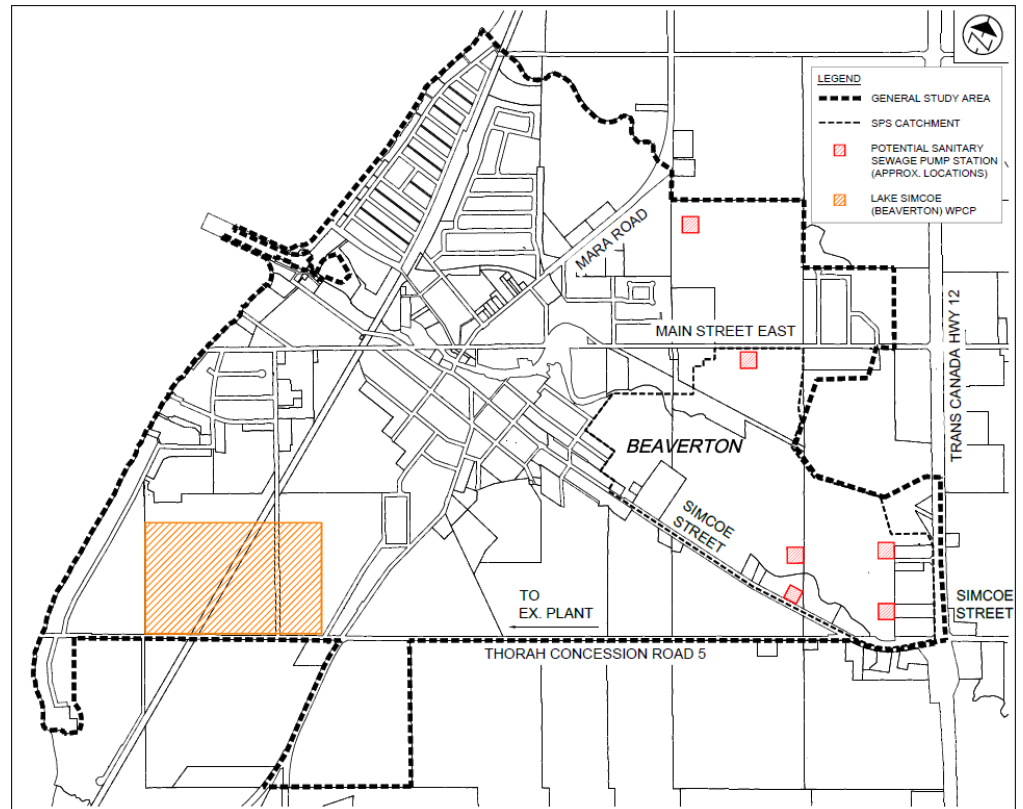 Z
LEGEND
GENERAL STUDY AREA
SPS CATCHMENT
POTENTIAL SANITARY
SEWAGE PUMP STATION
(APPROX. LOCATIONS)
LAKE SIMCOE
(BEAVERTON) WPCP
MARA ROAD
MAIN STREET EAST
TRANS CANADA HWY 12
BEAVERTON
SIMCOE
STREET
TO
EX. PLANT
SIMCOE
STREET
THORAH CONCESSION ROAD 5